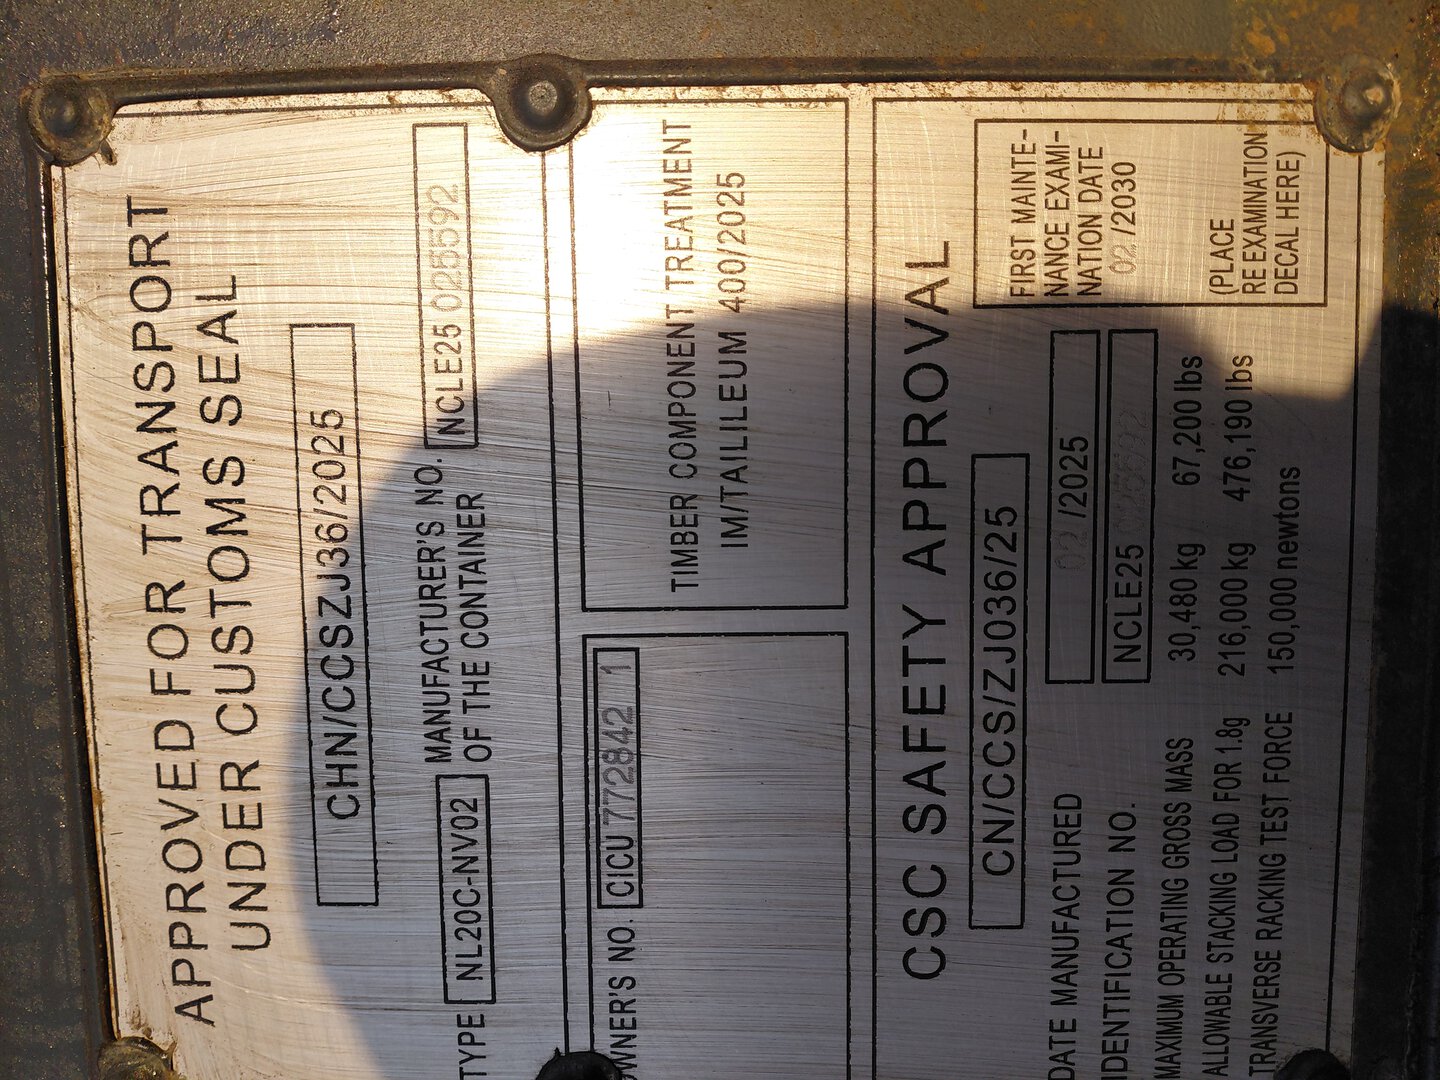 APPROVED FOR TRANSPORT
UNDER CUSTOMS SEAL
CHN/CCSZJ36/2025
TYPE NL20C-NV02 MANUFACTURER'S NO. OF THE CONTAINER NCLE25 025592
OWNER'S NO. CICU 772842 1
TIMBER COMPONENT TREATMENT
IM/TAILILEUM 400/2025
CSC SAFETY APPROVAL
CN/CCS/ZJ036/25
DATE MANUFACTURED 02 /2025
IDENTIFICATION NO. NCLE25 025592
MAXIMUM OPERATING GROSS MASS 30,480 kg 67,200 lbs
ALLOWABLE STACKING LOAD FOR 1.8g 216,000 kg 476,190 lbs
TRANSVERSE RACKING TEST FORCE 150,000 newtons
FIRST MAINTE-
NANCE EXAMI-
NATION DATE
02 /2030
(PLACE
RE EXAMINATION
DECAL HERE)